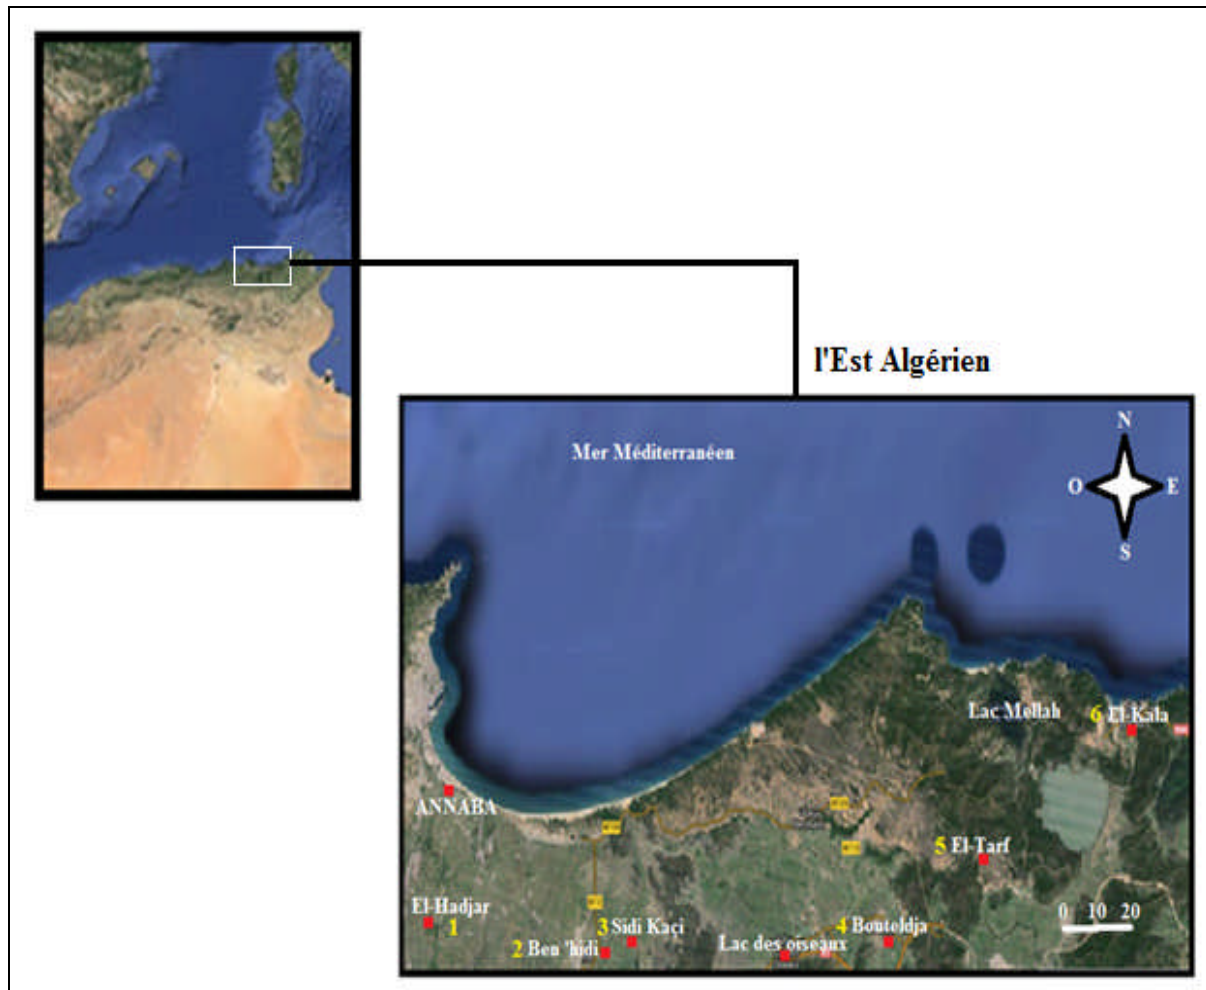 l'Est Algérien
N
Mer Méditerranéen
O E
S
Lac Mellah
6 El-Kala
ANNABA
5 El-Tarf
El-Hadjar
1
0 10 20
3 Sidi Kaçi
4 Bouteldja
2 Ben 'hidi
Lac des oiseaux